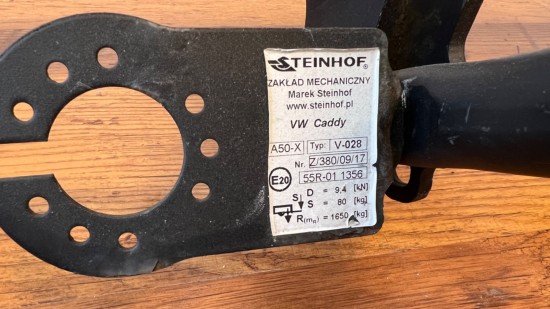 STEINHOF®
ZAKŁAD MECHANICZNY
Marek Steinhof
www.steinhof.pl
VW Caddy
A50-X Typ: V-028
Nr. Z/380/09/17
E20 55R-01 1356
D = 9,4 [kN]
S S = 80 [kg]
R(mn) = 1650 [kg]